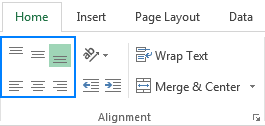 Home Insert Page Layout Data
Wrap Text
Merge & Center
Alignment